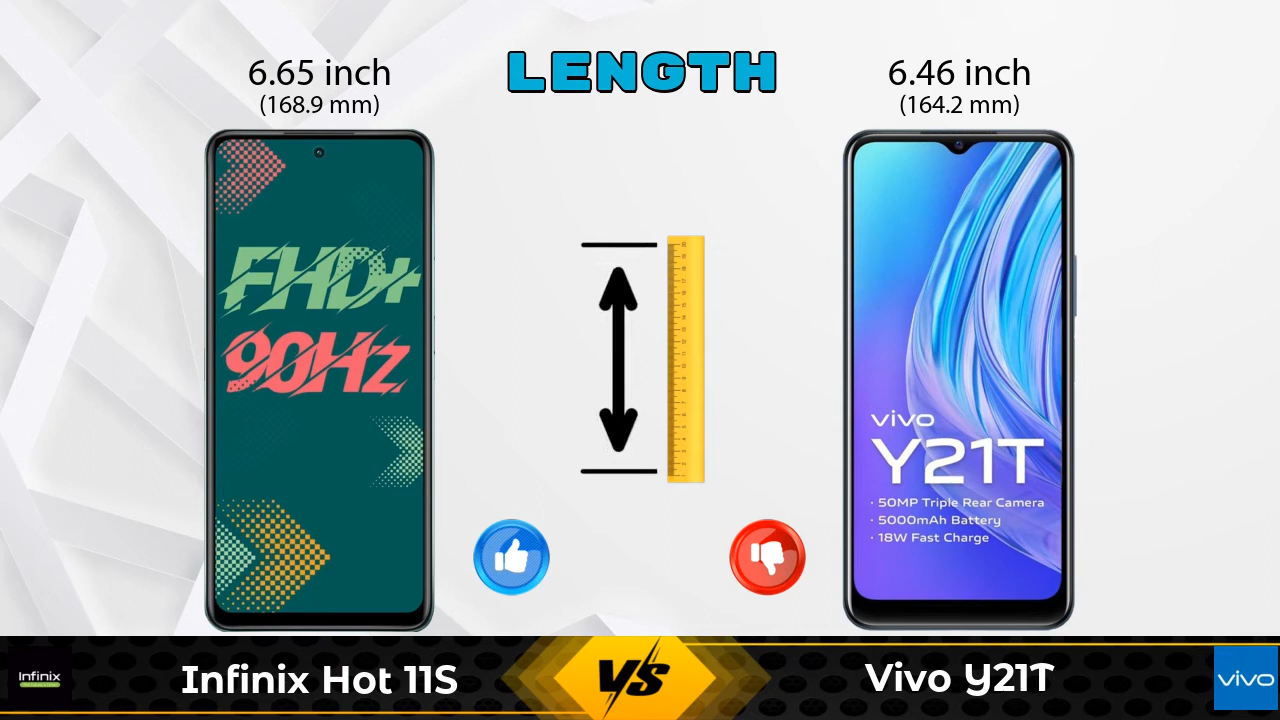 LENGTH
6.65 inch
(168.9 mm)
6.46 inch
(164.2 mm)
FHD+
90Hz
vivo
Y21T
· 50MP Triple Rear Camera
· 5000mAh Battery
· 18W Fast Charge
Infinix
Infinix Hot 11S
VS
Vivo Y21T
vivo